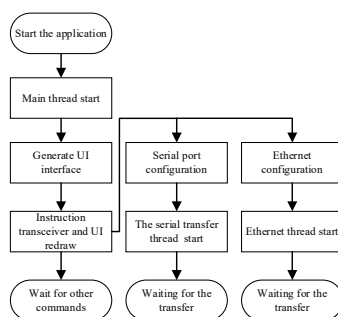 Start the application
Main thread start
Generate UI
interface
Serial port
configuration
Ethernet
configuration
Instruction
transceiver and UI
redraw
The serial transfer
thread start
Ethernet thread start
Wait for other
commands
Waiting for the
transfer
Waiting for the
transfer